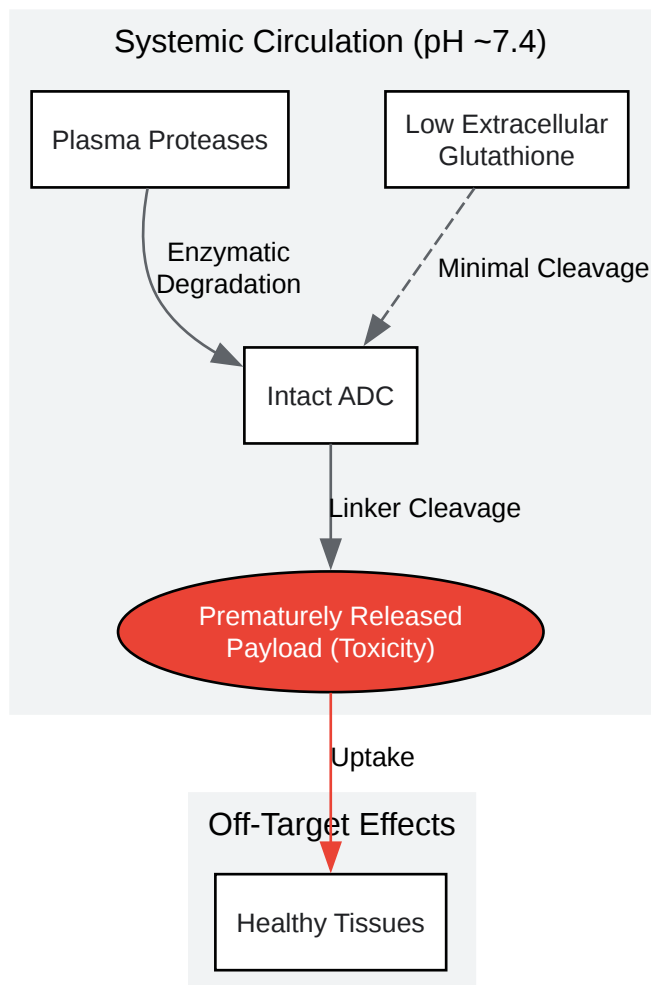 Systemic Circulation (pH ~7.4)
Plasma Proteases
Low Extracellular
Glutathione
Enzymatic
Degradation
Minimal Cleavage
Intact ADC
Linker Cleavage
Prematurely Released
Payload (Toxicity)
Uptake
Off-Target Effects
Healthy Tissues